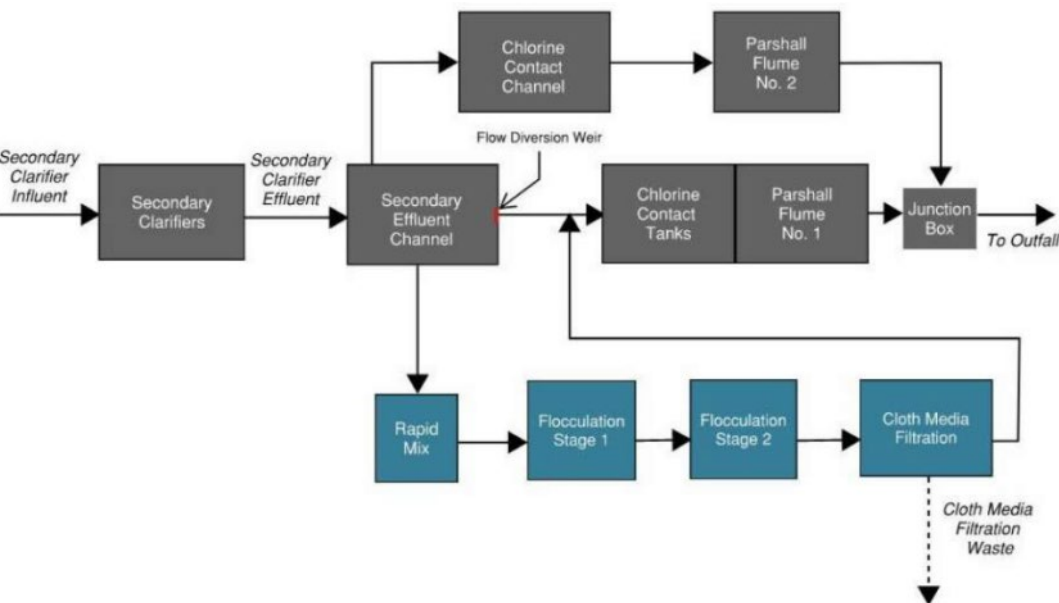 Chlorine
Contact
Channel
Parshall
Flume
No. 2
Flow Diversion Weir
Secondary
Clarifier
Influent
Secondary
Clarifiers
Secondary
Clarifier
Effluent
Secondary
Effluent
Channel
Chlorine
Contact
Tanks
Parshall
Flume
No. 1
Junction
Box
To Outfall
Rapid
Mix
Flocculation
Stage 1
Flocculation
Stage 2
Cloth Media
Filtration
Cloth Media
Filtration
Waste